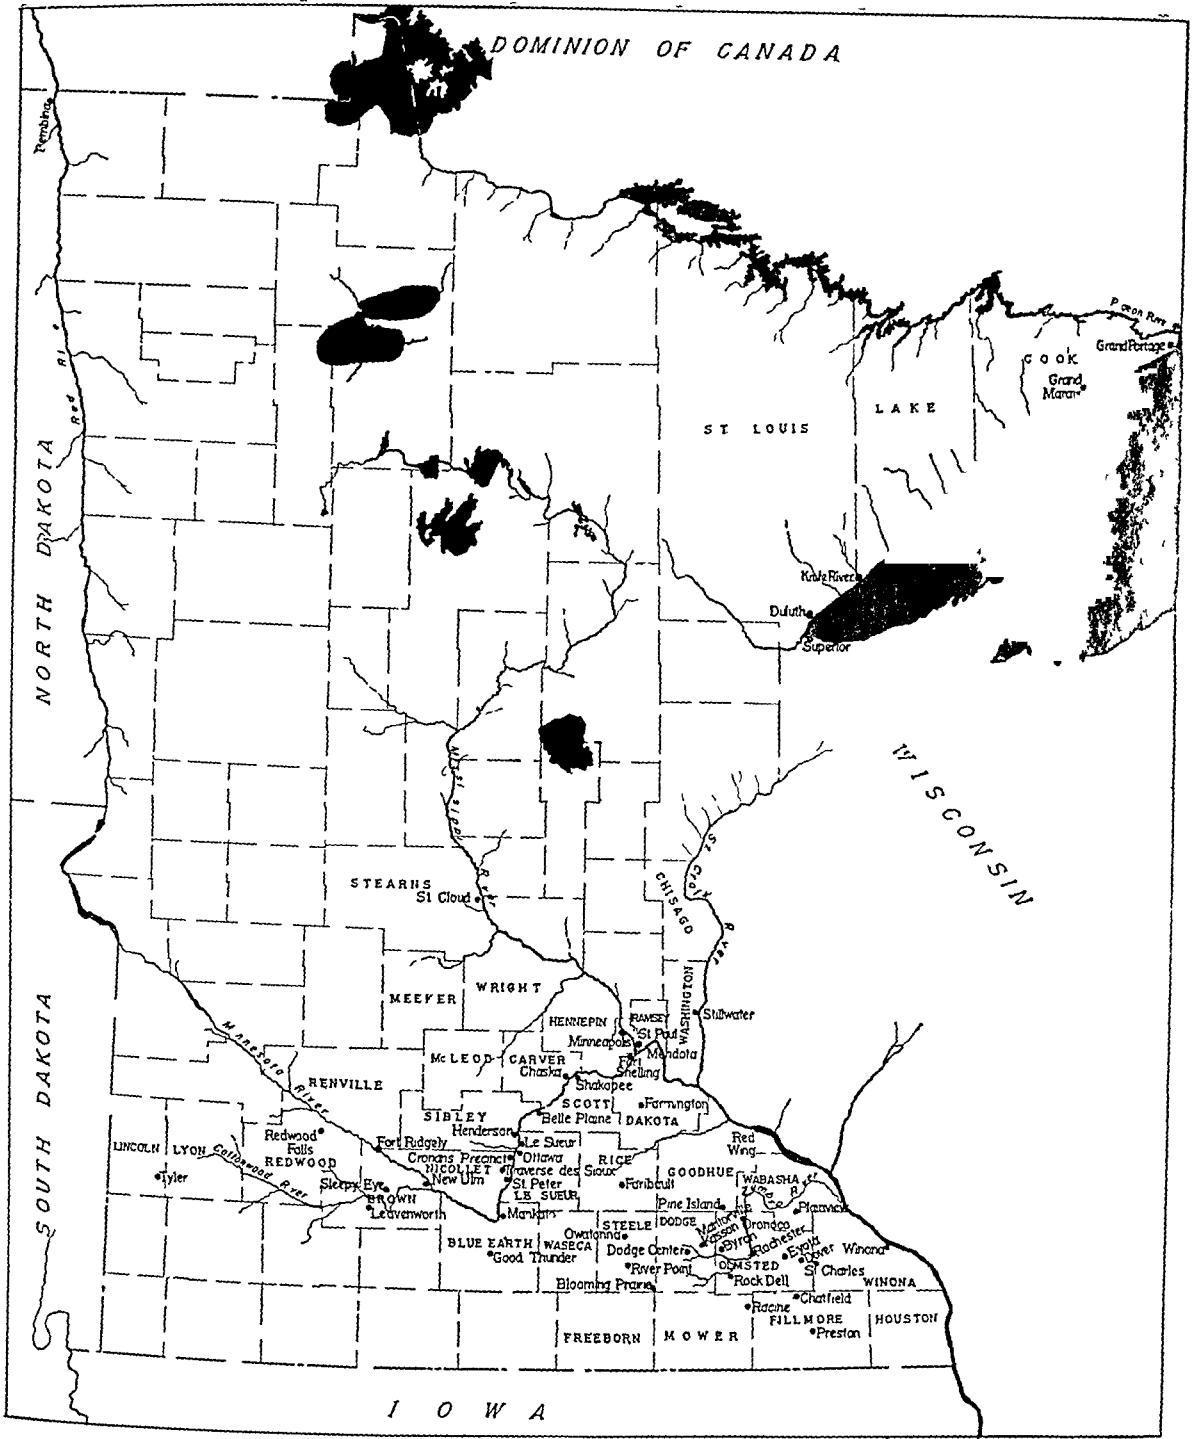 DOMINION OF CANADA
Pembina
Pigeon River
Grand Portage
COOK
Grand
Marais
LAKE
ST LOUIS
Red Ri
NORTH DAKOTA
Knife River
Duluth
Superior
WISCONSIN
Mississippi River
St Croix River
STEARNS
St Cloud
CHISAGO
MEEKER
WRIGHT
WASHINGTON
HENNEPIN
RAMSEY
Stillwater
Minneapolis
St Paul
Minnesota River
McLEOD
CARVER
Fort
Snelling
Mendota
Chaska
Shakopee
RENVILLE
SCOTT
Farmington
SIBLEY
Belle Plaine
DAKOTA
SOUTH DAKOTA
Henderson
Redwood
Falls
Fort Ridgely
Le Sueur
Red
Wing
LINCOLN
LYON
Cottonwood River
REDWOOD
Cronans Precinct
Ottawa
RICE
NICOLLET
Traverse des Sioux
GOODHUE
WABASHA
Zumbro River
Tyler
Sleepy Eye
New Ulm
St. Peter
Faribault
BROWN
LE SUEUR
Pine Island
Plainview
Leavenworth
Mankato
STEELE
DODGE
Mantorville
Oronoco
Owatonna
Kasson
Byron
Rochester
BLUE EARTH
WASECA
Dodge Center
Eyota
Dover
Winona
Good Thunder
River Point
OLMSTED
St Charles
Blooming Prairie
Rock Dell
WINONA
Chatfield
Racine
FILLMORE
HOUSTON
FREEBORN
MOWER
Preston
IOWA